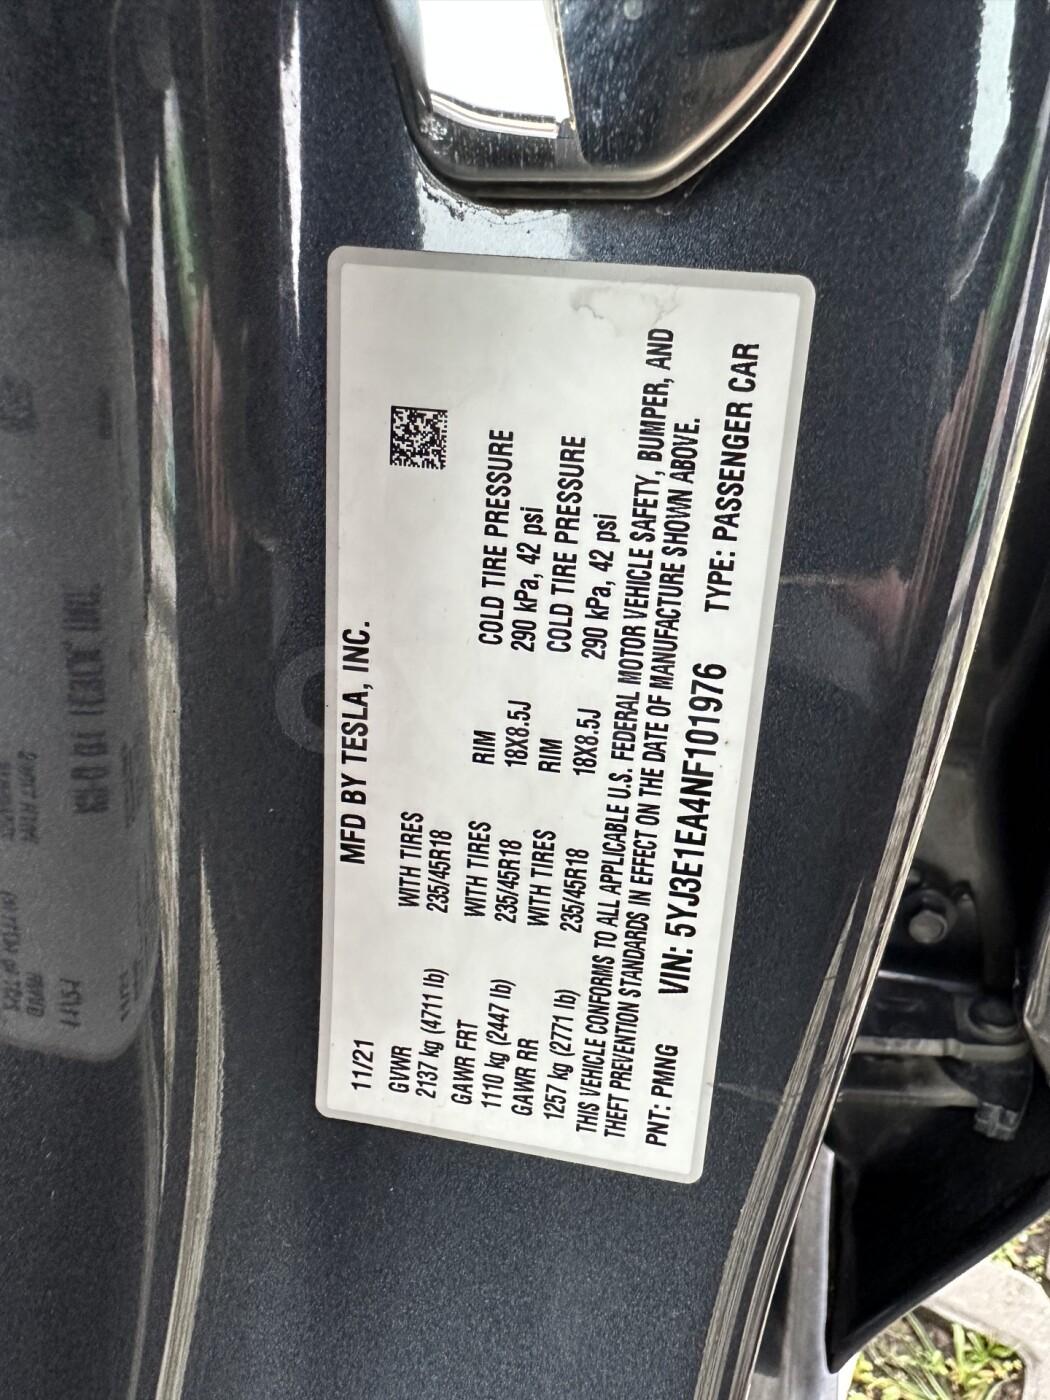 MFD BY TESLA, INC.
11/21
GVWR WITH TIRES
2137 kg (4711 lb) 235/45R18
GAWR FRT WITH TIRES RIM COLD TIRE PRESSURE
1110 kg (2447 lb) 235/45R18 18X8.5J 290 kPa, 42 psi
GAWR RR WITH TIRES RIM COLD TIRE PRESSURE
1257 kg (2771 lb) 235/45R18 18X8.5J 290 kPa, 42 psi
THIS VEHICLE CONFORMS TO ALL APPLICABLE U.S. FEDERAL MOTOR VEHICLE SAFETY, BUMPER, AND
THEFT PREVENTION STANDARDS IN EFFECT ON THE DATE OF MANUFACTURE SHOWN ABOVE.
PNT: PMNG VIN: 5YJ3E1EA4NF101976 TYPE: PASSENGER CAR